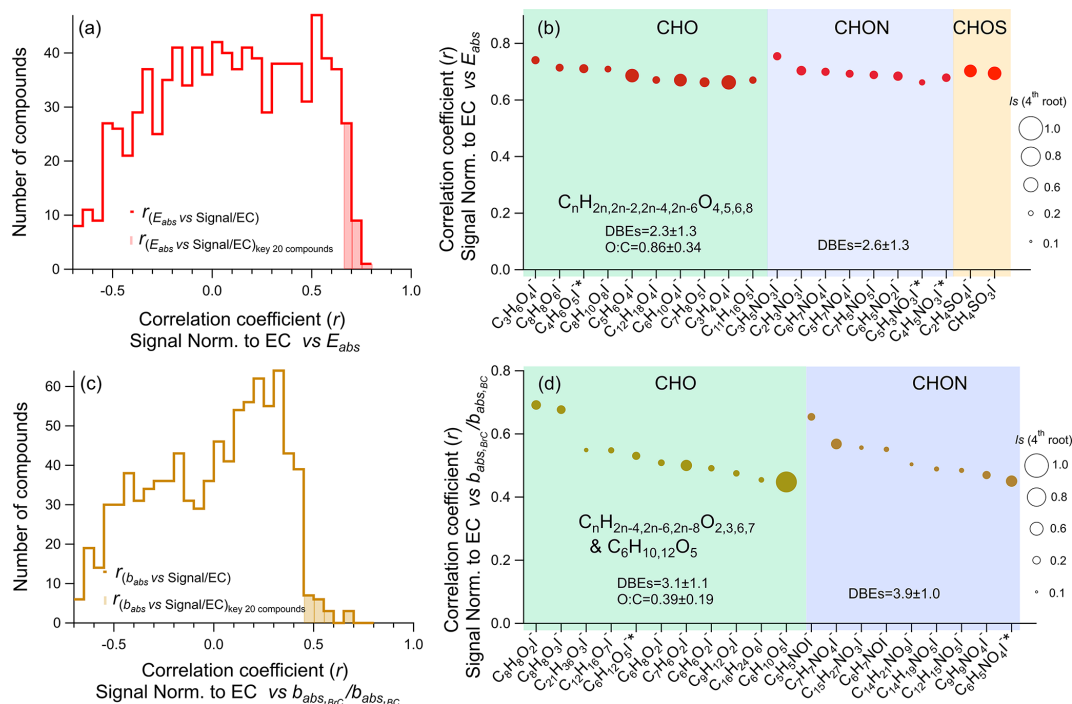 (a)
Number of compounds
40
30
20
10
0
-0.5
0.0
0.5
1.0
r(Eabs vs Signal/EC)
r(Eabs vs Signal/EC)key 20 compounds
Correlation coefficient (r)
Signal Norm. to EC vs Eabs
(b)
CHO
CHON
CHOS
Correlation coefficient (r)
Signal Norm. to EC vs Eabs
0.8
0.6
0.4
0.2
0.0
CnH2n,2n-2,2n-4,2n-6O4,5,6,8
DBEs=2.3±1.3
O:C=0.86±0.34
DBEs=2.6±1.3
Is (4th root)
1.0
0.8
0.6
0.2
0.1
C3H6O4I-
C8H8O6I-
C4H6O5I-*
C8H10O8I-
C5H6O4I-
C12H18O4I-
C6H10O4I-
C7H8O5I-
C3H4O4I-
C11H16O5I-
C3H5NO3I-
C2H3NO3I-
C6H7NO4I-
C5H7NO4I-
C7H5NO5I-
C6H5NO2I-
C5H3NO3I-*
C4H5NO3I-*
C2H4SO4I-
CH4SO3I-
(c)
Number of compounds
60
50
40
30
20
10
0
-0.5
0.0
0.5
1.0
r(babs vs Signal/EC)
r(babs vs Signal/EC)key 20 compounds
Correlation coefficient (r)
Signal Norm. to EC vs babs,BrC/babs,BC
(d)
CHO
CHON
Correlation coefficient (r)
Signal Norm. to EC vs babs,BrC/babs,BC
0.8
0.6
0.4
0.2
0.0
CnH2n-4,2n-6,2n-8O2,3,6,7
& C6H10,12O5
DBEs=3.1±1.1
O:C=0.39±0.19
DBEs=3.9±1.0
Is (4th root)
1.0
0.8
0.6
0.2
0.1
C8H8O2I-
C8H8O3I-
C21H36O3I-
C12H16O7I-
C6H12O5I-*
C6H8O2I-
C7H6O2I-
C6H6O2I-
C9H12O2I-
C16H24O6I-
C6H10O5I-
C5H5NOI-
C7H7NO4I-
C15H27NO3I-
C6H7NOI-
C14H21NO9I-
C14H19NO5I-
C12H15NO5I-
C9H9NO4I-
C6H5NO4I-*